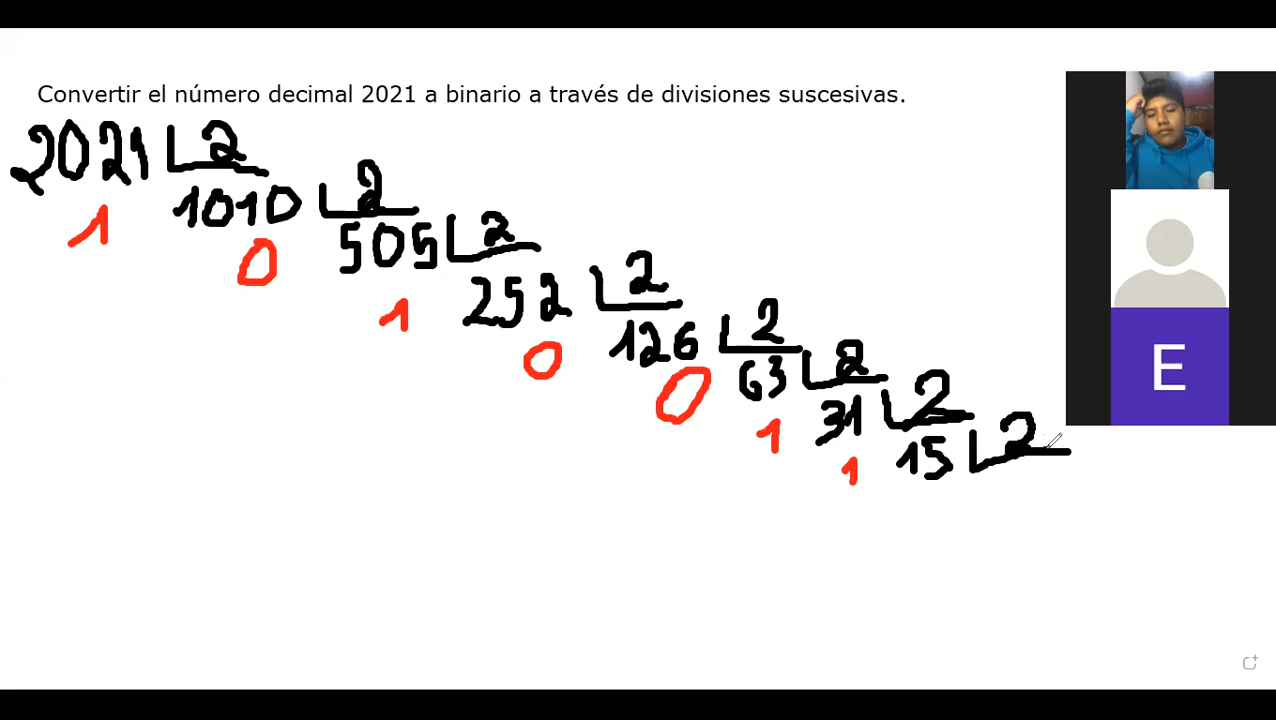 Convertir el número decimal 2021 a binario a través de divisiones suscesivas.
2021 2
1 1010 2
0 505 2
1 252 2
0 126 2
0 63 2
1 31 2
1 15 2
E